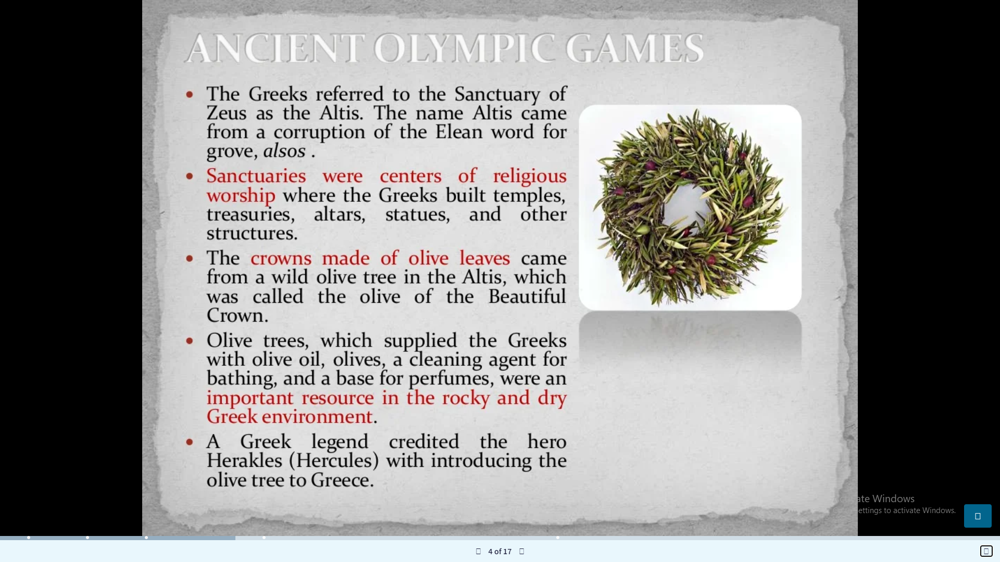 ANCIENT OLYMPIC GAMES
• The Greeks referred to the Sanctuary of
Zeus as the Altis. The name Altis came
from a corruption of the Elean word for
grove, alsos .
• Sanctuaries were centers of religious
worship where the Greeks built temples,
treasuries, altars, statues, and other
structures.
• The crowns made of olive leaves came
from a wild olive tree in the Altis, which
was called the olive of the Beautiful
Crown.
• Olive trees, which supplied the Greeks
with olive oil, olives, a cleaning agent for
bathing, and a base for perfumes, were an
important resource in the rocky and dry
Greek environment.
• A Greek legend credited the hero
Herakles (Hercules) with introducing the
olive tree to Greece.
ate Windows
ettings to activate Windows.
4 of 17